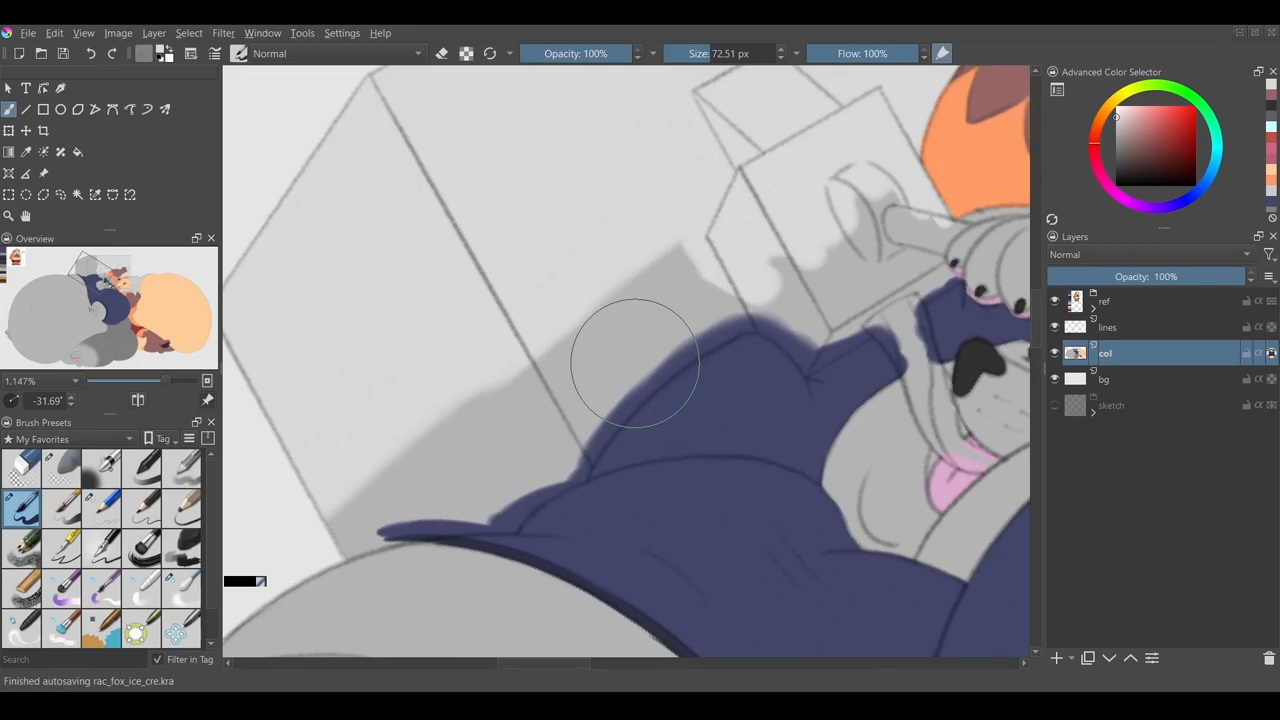 File Edit View Image Layer Select Filter Window Tools Settings Help
Normal
Opacity: 100%
Size: 72.51 px
Flow: 100%
Advanced Color Selector
Overview
1,147%
-31.69°
Brush Presets
My Favorites
Tag
Search
Filter in Tag
Layers
Normal
Opacity: 100%
ref
lines
col
bg
sketch
Finished autosaving rac_fox_ice_cre.kra